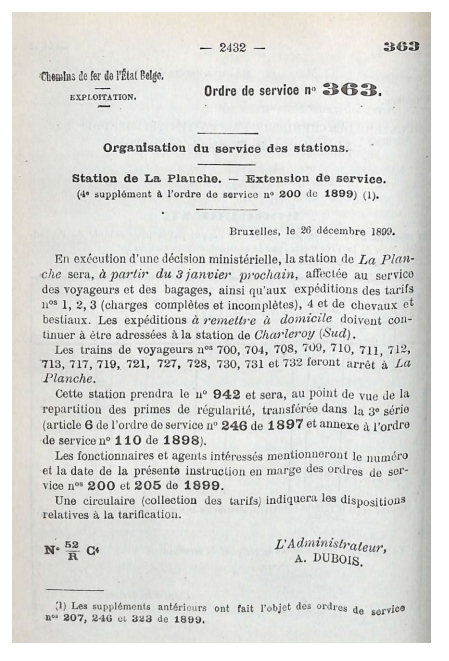 — 2432 — 363
Chemins de fer de l'État Belge.
EXPLOITATION.
Ordre de service nº 363.
Organisation du service des stations.
Station de La Planche. — Extension de service.
(4e supplément à l'ordre de service nº 200 de 1899) (1).
Bruxelles, le 26 décembre 1899.
En exécution d'une décision ministérielle, la station de La Plan-
che sera, à partir du 3 janvier prochain, affectée au service
des voyageurs et des bagages, ainsi qu'aux expéditions des tarifs
nos 1, 2, 3 (charges complètes et incomplètes), 4 et de chevaux et
bestiaux. Les expéditions à remettre à domicile doivent con-
tinuer à être adressées à la station de Charleroy (Sud).
Les trains de voyageurs nos 700, 704, 708, 709, 710, 711, 712,
713, 717, 719, 721, 727, 728, 730, 731 et 732 feront arrêt à La
Planche.
Cette station prendra le nº 942 et sera, au point de vue de la
repartition des primes de régularité, transférée dans la 3e série
(article 6 de l'ordre de service nº 246 de 1897 et annexe à l'ordre
de service nº 110 de 1898).
Les fonctionnaires et agents intéressés mentionneront le numéro
et la date de la présente instruction en marge des ordres de ser-
vice nos 200 et 205 de 1899.
Une circulaire (collection des tarifs) indiquera les dispositions
relatives à la tarification.
Nº 52/R C4
L'Administrateur,
A. DUBOIS.
(1) Les suppléments antérieurs ont fait l'objet des ordres de service
nos 207, 246 et 323 de 1899.